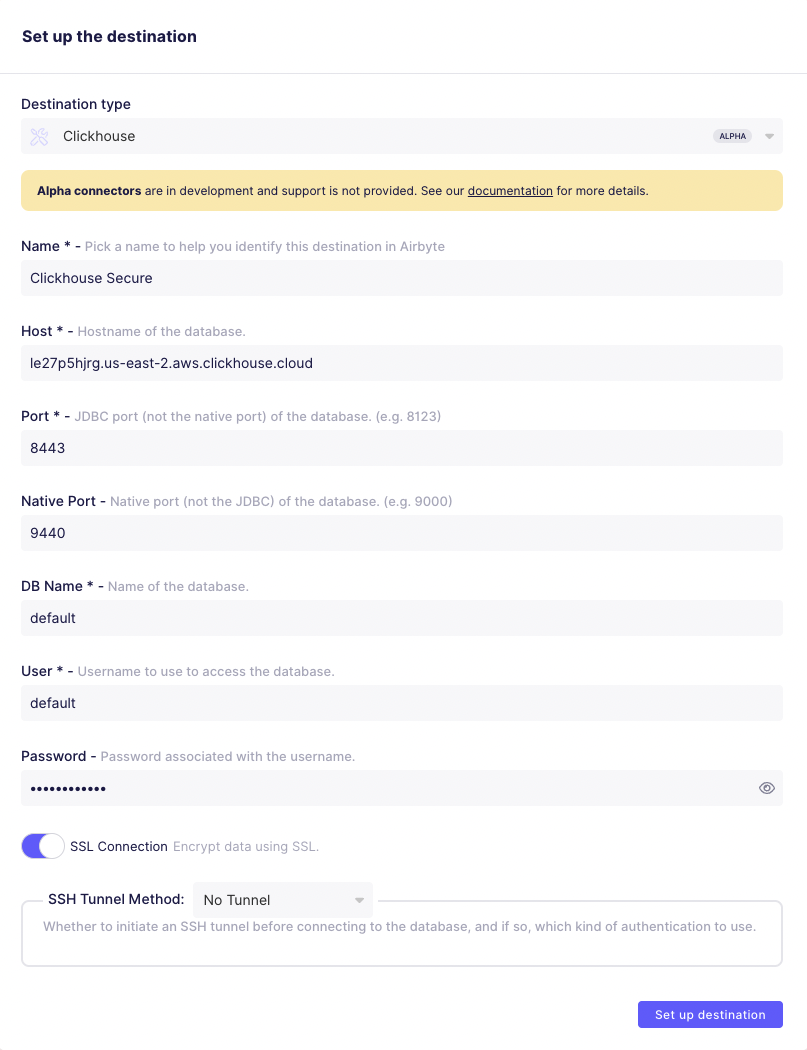 Set up the destination
Destination type
Clickhouse
ALPHA
Alpha connectors are in development and support is not provided. See our documentation for more details.
Name * - Pick a name to help you identify this destination in Airbyte
Clickhouse Secure
Host * - Hostname of the database.
le27p5hjrg.us-east-2.aws.clickhouse.cloud
Port * - JDBC port (not the native port) of the database. (e.g. 8123)
8443
Native Port - Native port (not the JDBC) of the database. (e.g. 9000)
9440
DB Name * - Name of the database.
default
User * - Username to use to access the database.
default
Password - Password associated with the username.
••••••••••••
SSL Connection Encrypt data using SSL.
SSH Tunnel Method: No Tunnel
Whether to initiate an SSH tunnel before connecting to the database, and if so, which kind of authentication to use.
Set up destination